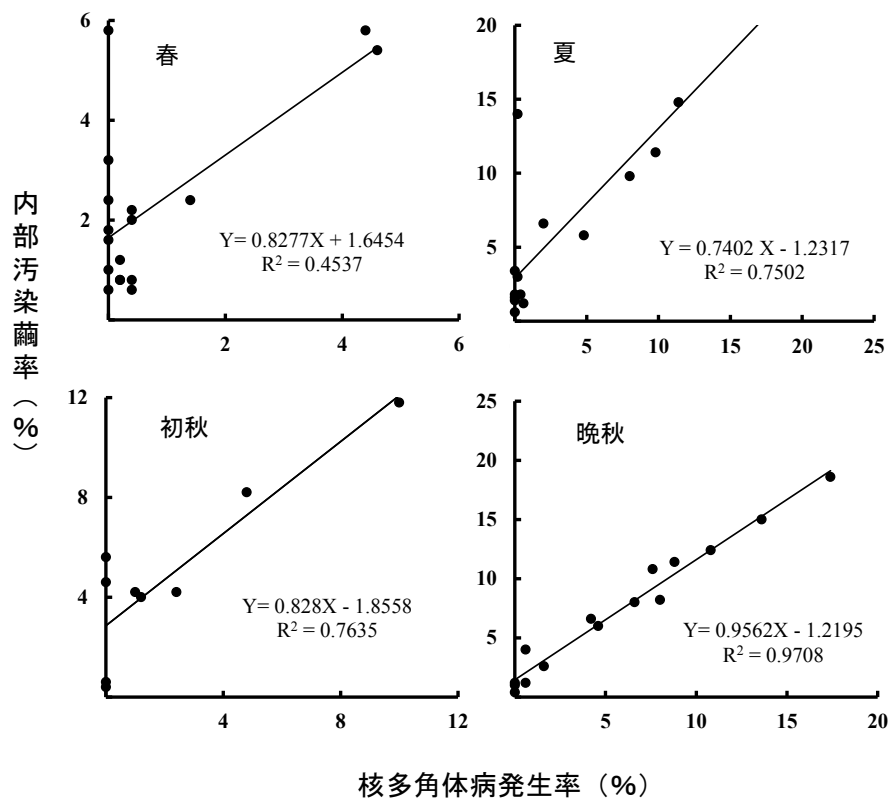 内部汚染繭率（%）
春
6
4
2
2
4
6
Y= 0.8277X + 1.6454
R² = 0.4537
夏
20
15
10
5
5
10
15
20
25
Y = 0.7402 X - 1.2317
R² = 0.7502
初秋
12
8
4
4
8
12
Y= 0.828X - 1.8558
R² = 0.7635
晩秋
25
20
15
10
5
5
10
15
20
Y= 0.9562X - 1.2195
R² = 0.9708
核多角体病発生率（%）